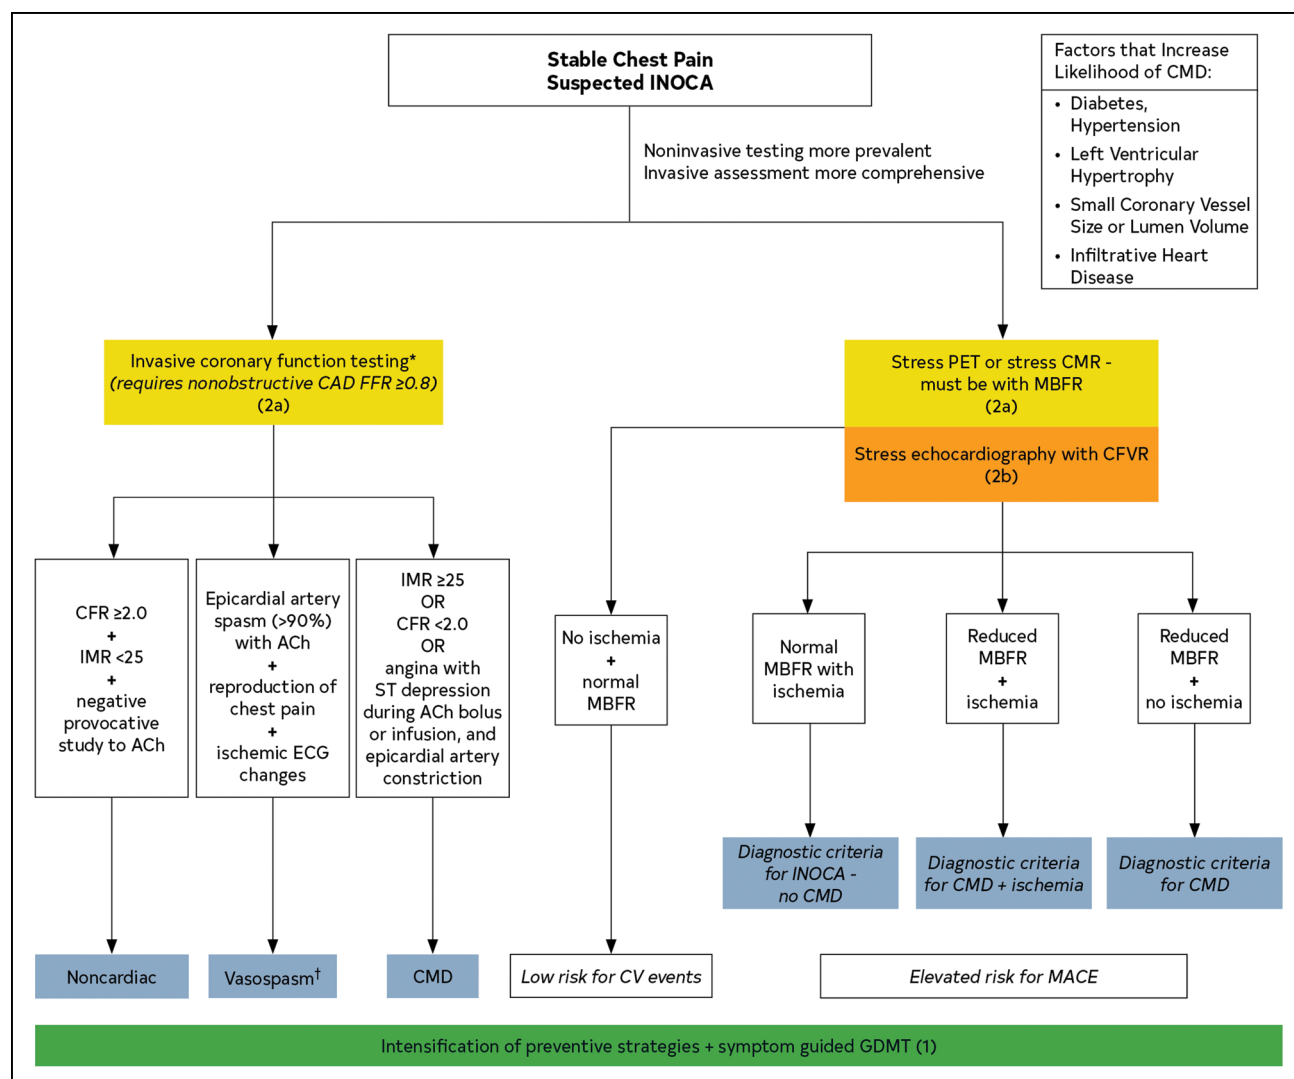 Stable Chest Pain
Suspected INOCA
Factors that Increase
Likelihood of CMD:
• Diabetes,
Hypertension
• Left Ventricular
Hypertrophy
• Small Coronary Vessel
Size or Lumen Volume
• Infiltrative Heart
Disease
Noninvasive testing more prevalent
Invasive assessment more comprehensive
Invasive coronary function testing*
(requires nonobstructive CAD FFR ≥0.8)
(2a)
Stress PET or stress CMR -
must be with MBFR
(2a)
Stress echocardiography with CFVR
(2b)
CFR ≥2.0
+
IMR <25
+
negative
provocative
study to ACh
Epicardial artery
spasm (>90%)
with ACh
+
reproduction of
chest pain
+
ischemic ECG
changes
IMR ≥25
OR
CFR <2.0
OR
angina with
ST depression
during ACh bolus
or infusion, and
epicardial artery
constriction
No ischemia
+
normal
MBFR
Normal
MBFR with
ischemia
Reduced
MBFR
+
ischemia
Reduced
MBFR
+
no ischemia
Diagnostic criteria
for INOCA -
no CMD
Diagnostic criteria
for CMD + ischemia
Diagnostic criteria
for CMD
Noncardiac
Vasospasm†
CMD
Low risk for CV events
Elevated risk for MACE
Intensification of preventive strategies + symptom guided GDMT (1)